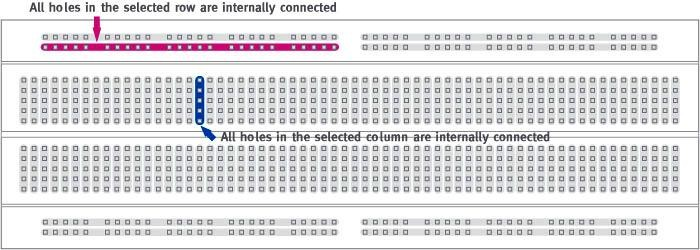 All holes in the selected row are internally connected
All holes in the selected column are internally connected